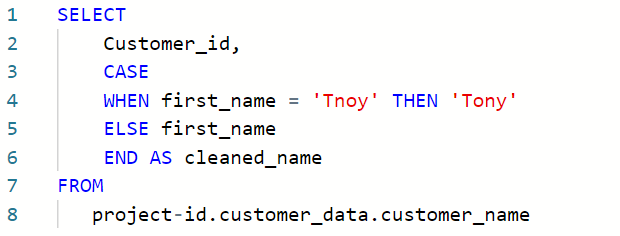 1 SELECT
2 Customer_id,
3 CASE
4 WHEN first_name = 'Tnoy' THEN 'Tony'
5 ELSE first_name
6 END AS cleaned_name
7 FROM
8 project-id.customer_data.customer_name